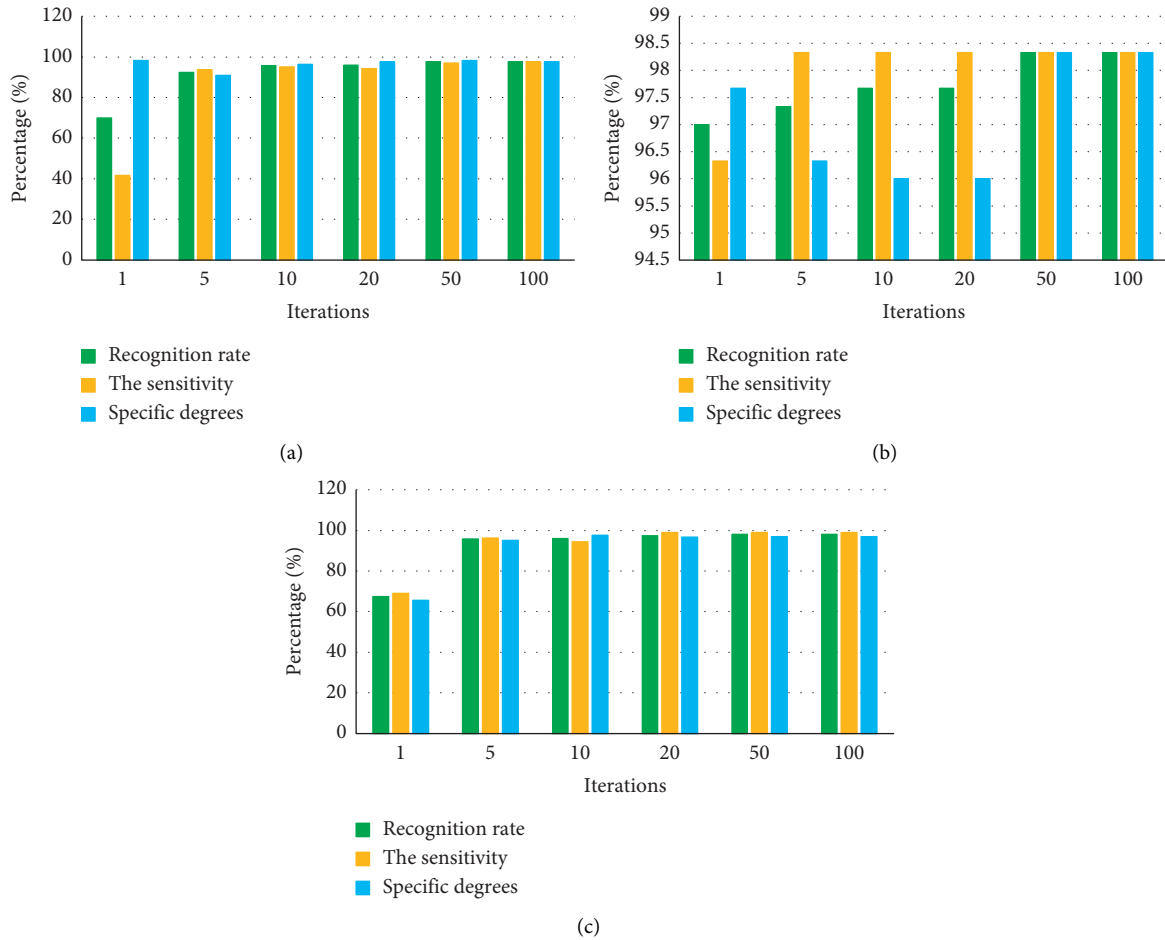 120
100
80
60
40
20
0
Percentage (%)
1 5 10 20 50 100
Iterations
Recognition rate
The sensitivity
Specific degrees
(a)
99
98.5
98
97.5
97
96.5
96
95.5
95
94.5
Percentage (%)
1 5 10 20 50 100
Iterations
Recognition rate
The sensitivity
Specific degrees
(b)
120
100
80
60
40
20
0
Percentage (%)
1 5 10 20 50 100
Iterations
Recognition rate
The sensitivity
Specific degrees
(c)